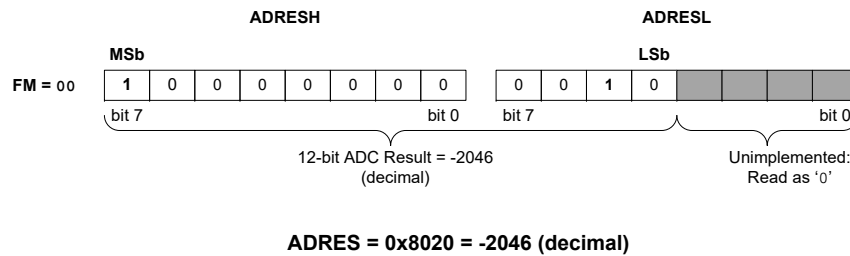 ADRESH ADRESL
MSb LSb
FM = 00 1 0 0 0 0 0 0 0 0 0 1 0
bit 7 bit 0 bit 7 bit 0
12-bit ADC Result = -2046 Unimplemented:
(decimal) Read as ‘0’
ADRES = 0x8020 = -2046 (decimal)